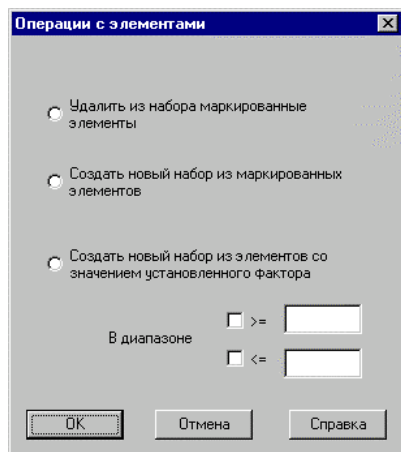 Операции с элементами
Удалить из набора маркированные
элементы
Создать новый набор из маркированных
элементов
Создать новый набор из элементов со
значением установленного фактора
В диапазоне
>=
<=
OK
Отмена
Справка